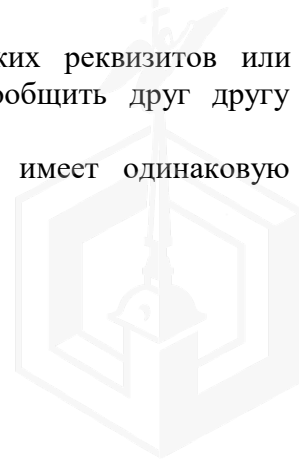 ких реквизитов или
ообщить друг другу
имеет одинаковую